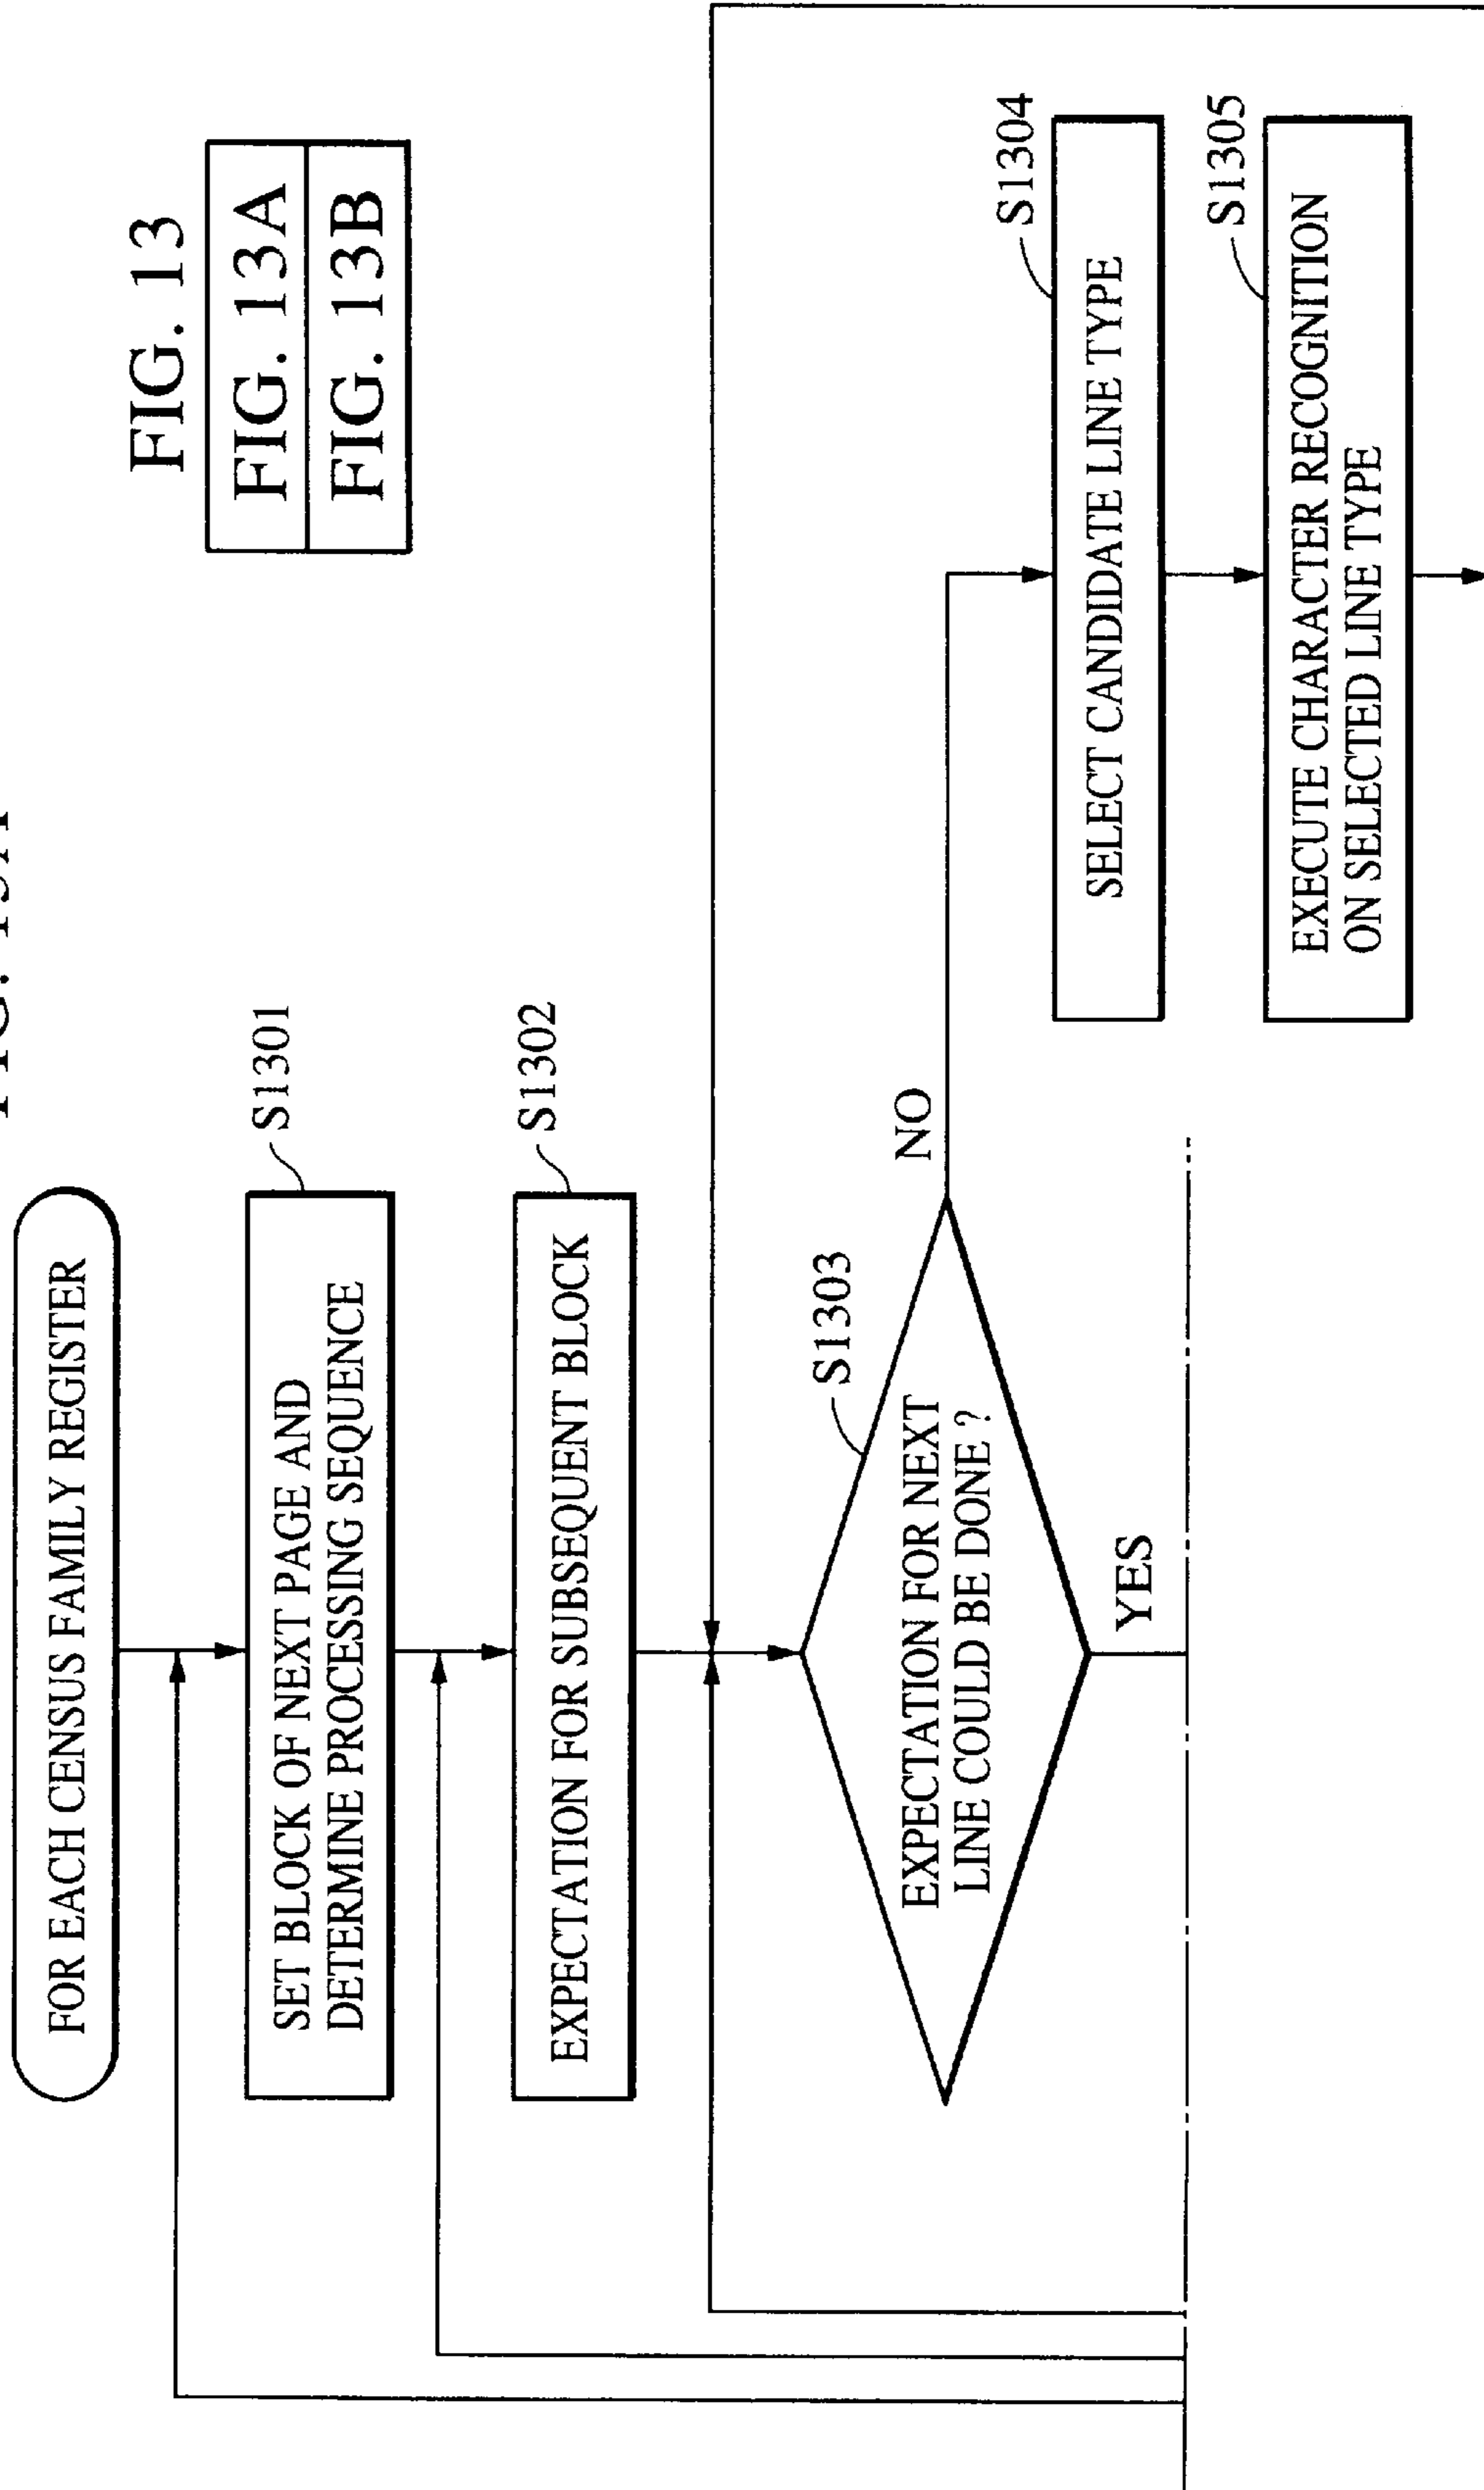 FIG. 13A
FIG. 13
FIG. 13A
FIG. 13B
FOR EACH CENSUS FAMILY REGISTER
S1301
SET BLOCK OF NEXT PAGE AND
DETERMINE PROCESSING SEQUENCE
S1302
EXPECTATION FOR SUBSEQUENT BLOCK
S1303
EXPECTATION FOR NEXT
LINE COULD BE DONE ?
NO
YES
S1304
SELECT CANDIDATE LINE TYPE
S1305
EXECUTE CHARACTER RECOGNITION
ON SELECTED LINE TYPE